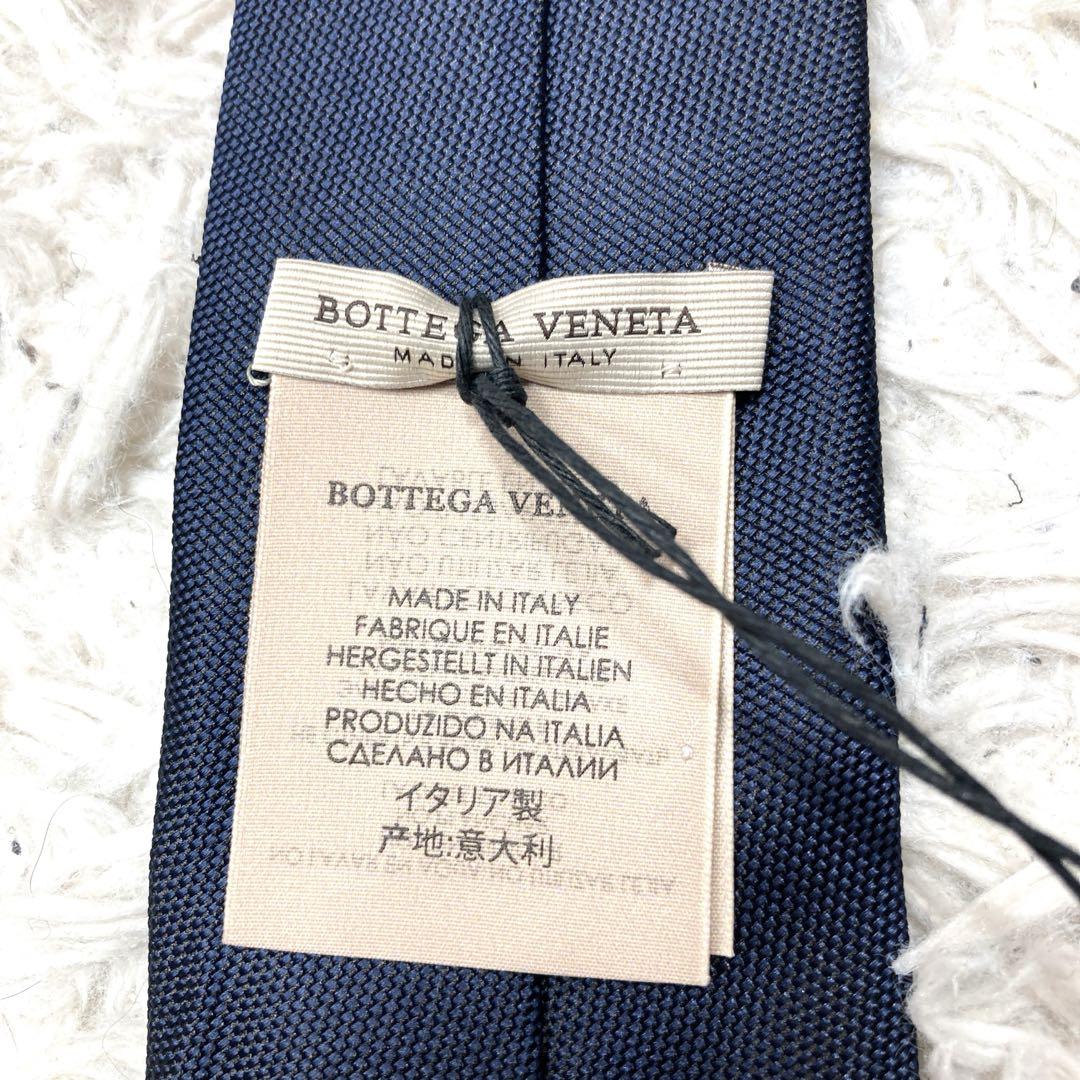 BOTTEGA VENETA
MADE IN ITALY
BOTTEGA VENETA
MADE IN ITALY
FABRIQUE EN ITALIE
HERGESTELLT IN ITALIEN
HECHO EN ITALIA
PRODUZIDO NA ITALIA
СДЕЛАНО В ИТАЛИИ
イタリア製
产地:意大利